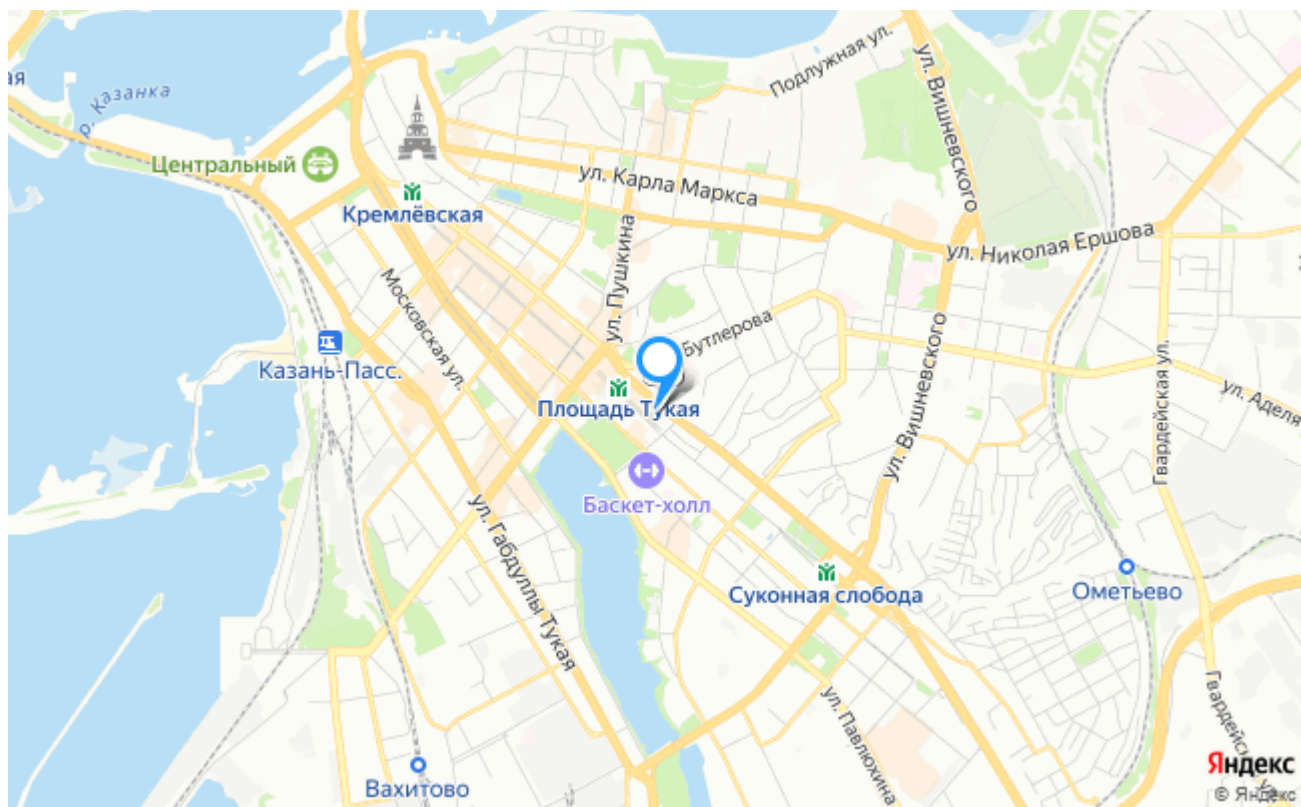 ая
р. Казанка
Подлужная ул.
ул. Вишневского
Центральный
ул. Карла Маркса
Кремлёвская
ул. Николая Ершова
ул. Пушкина
Московская ул.
Бутлерова
Казань-Пасс.
ул. Вишневского
Гвардейская ул.
ул. Аделя
Площадь Тукая
Баскет-холл
ул. Габдуллы Тукая
Суконная слобода
Ометьево
ул. Павлюхина
Гвардейская ул.
Вахитово
Яндекс
© Яндекс